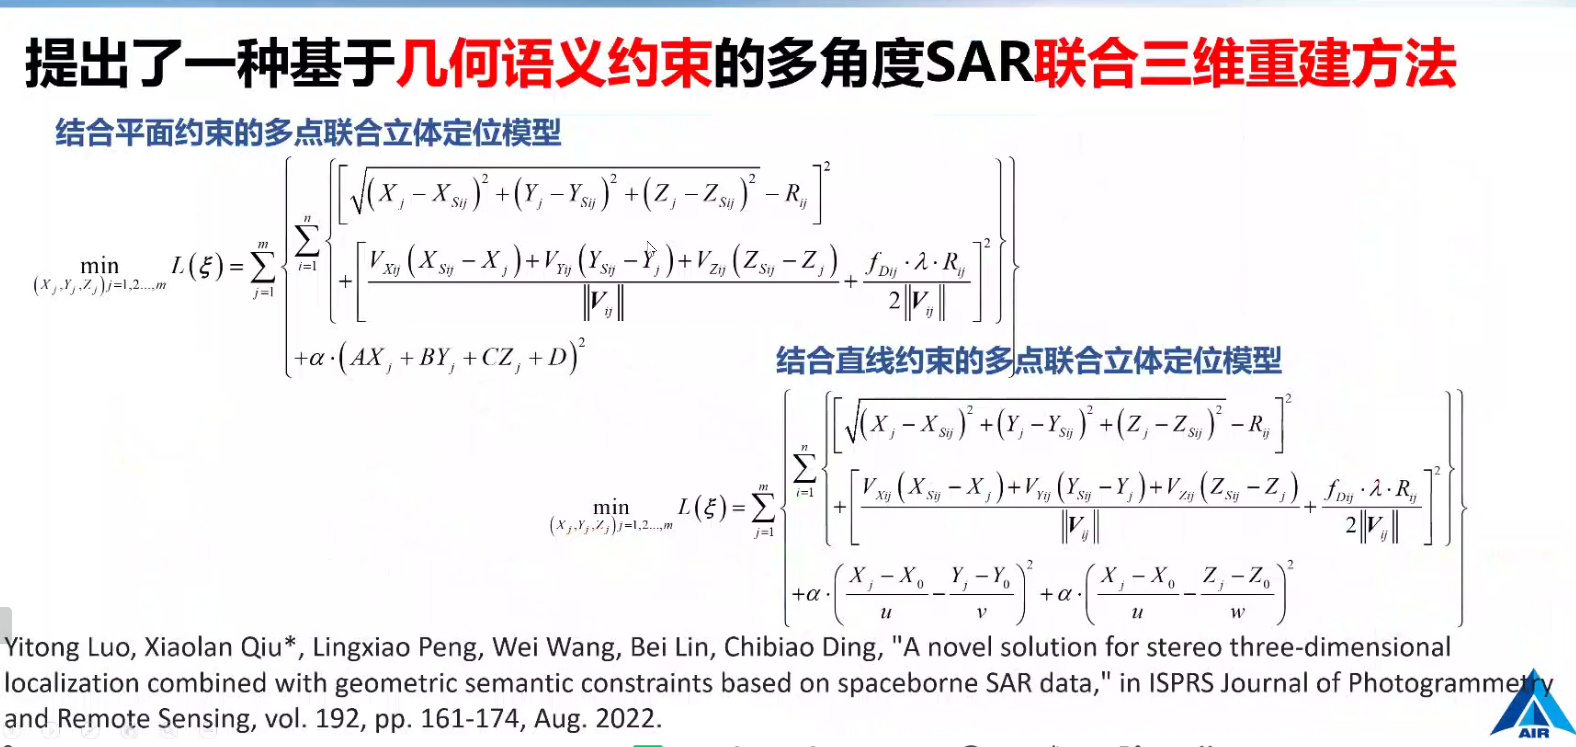 提出了一种基于几何语义约束的多角度SAR联合三维重建方法
结合平面约束的多点联合立体定位模型
\min_{(X_j,Y_j,Z_j)j=1,2...,m} L(\xi) = \sum_{j=1}^{m} \left\{ \sum_{i=1}^{n} \left\{ \left[ \sqrt{(X_j - X_{Sij})^2 + (Y_j - Y_{Sij})^2 + (Z_j - Z_{Sij})^2} - R_{ij} \right]^2 + \left[ \frac{V_{Xij}(X_{Sij} - X_j) + V_{Yij}(Y_{Sij} - Y_j) + V_{Zij}(Z_{Sij} - Z_j)}{\|V_{ij}\|} + \frac{f_{Dij} \cdot \lambda \cdot R_{ij}}{2\|V_{ij}\|} \right]^2 \right\} + \alpha \cdot (AX_j + BY_j + CZ_j + D)^2 \right\}
结合直线约束的多点联合立体定位模型
\min_{(X_j,Y_j,Z_j)j=1,2...,m} L(\xi) = \sum_{j=1}^{m} \left\{ \sum_{i=1}^{n} \left\{ \left[ \sqrt{(X_j - X_{Sij})^2 + (Y_j - Y_{Sij})^2 + (Z_j - Z_{Sij})^2} - R_{ij} \right]^2 + \left[ \frac{V_{Xij}(X_{Sij} - X_j) + V_{Yij}(Y_{Sij} - Y_j) + V_{Zij}(Z_{Sij} - Z_j)}{\|V_{ij}\|} + \frac{f_{Dij} \cdot \lambda \cdot R_{ij}}{2\|V_{ij}\|} \right]^2 \right\} + \alpha \cdot \left( \frac{X_j - X_0}{u} - \frac{Y_j - Y_0}{v} \right)^2 + \alpha \cdot \left( \frac{X_j - X_0}{u} - \frac{Z_j - Z_0}{w} \right)^2 \right\}
Yitong Luo, Xiaolan Qiu*, Lingxiao Peng, Wei Wang, Bei Lin, Chibiao Ding, "A novel solution for stereo three-dimensional
localization combined with geometric semantic constraints based on spaceborne SAR data," in ISPRS Journal of Photogrammetry
and Remote Sensing, vol. 192, pp. 161-174, Aug. 2022.
AIR